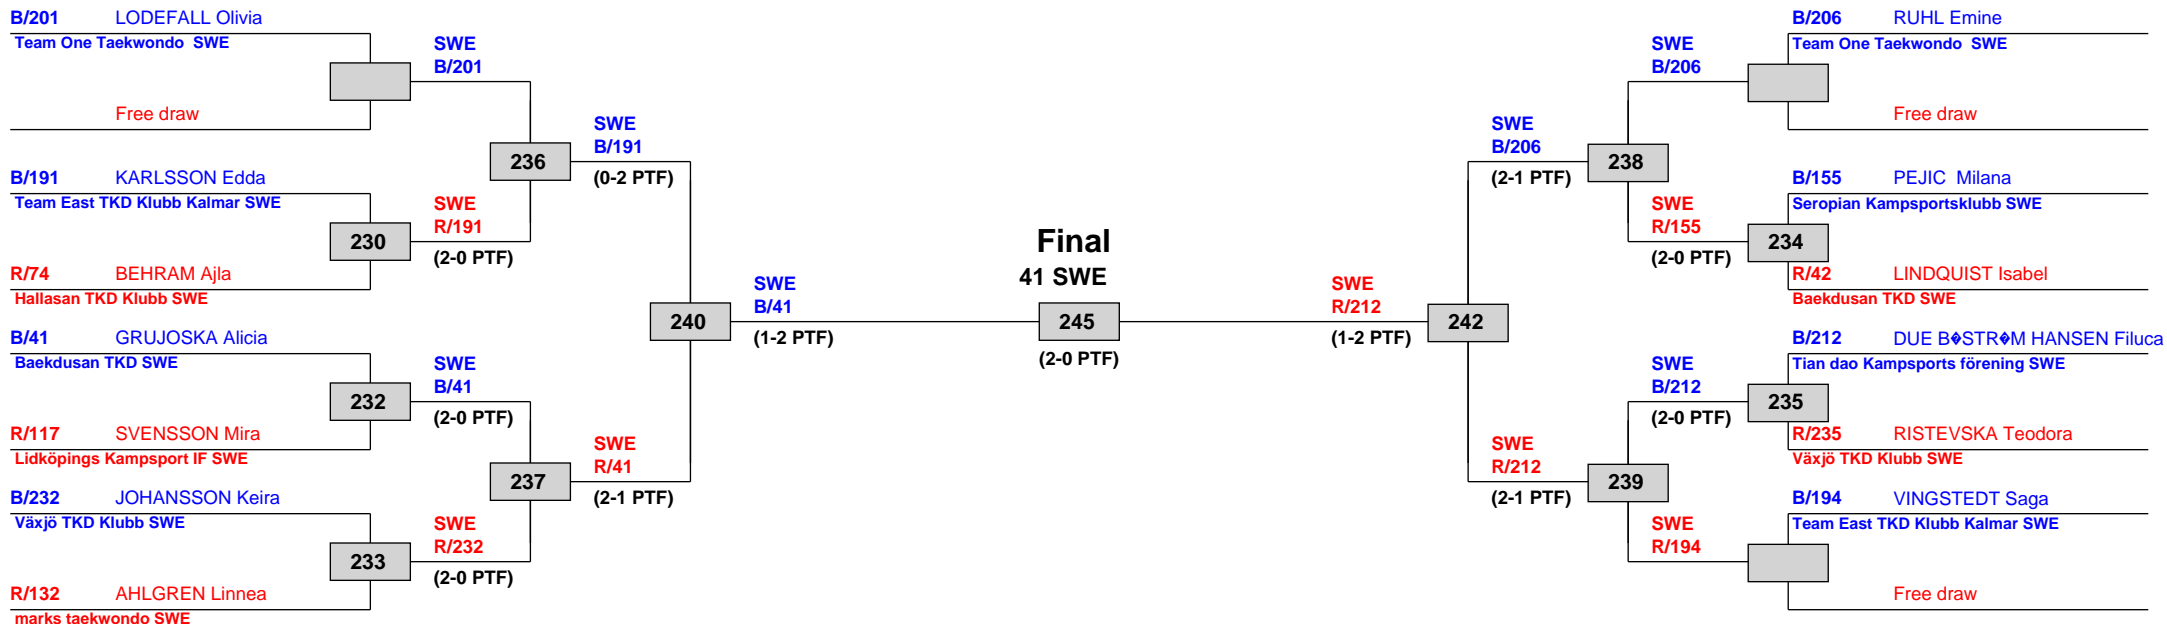 B/201 LODEFALL Olivia
Team One Taekwondo SWE
Free draw
B/191 KARLSSON Edda
Team East TKD Klubb Kalmar SWE
R/74 BEHRAM Ajla
Hallasan TKD Klubb SWE
B/41 GRUJOSKA Alicia
Baekdusan TKD SWE
R/117 SVENSSON Mira
Lidköpings Kampsport IF SWE
B/232 JOHANSSON Keira
Växjö TKD Klubb SWE
R/132 AHLGREN Linnea
marks taekwondo SWE
230
232
233
SWE
B/201
SWE
R/191
(2-0 PTF)
SWE
B/41
(2-0 PTF)
SWE
R/232
(2-0 PTF)
236
237
SWE
B/191
(0-2 PTF)
SWE
R/41
(2-1 PTF)
240
SWE
B/41
(1-2 PTF)
Final
41 SWE
245
(2-0 PTF)
SWE
R/212
(1-2 PTF)
242
SWE
B/206
(2-1 PTF)
SWE
R/212
(2-1 PTF)
238
239
SWE
B/206
SWE
R/155
(2-0 PTF)
SWE
B/212
(2-0 PTF)
SWE
R/194
234
235
B/206 RUHL Emine
Team One Taekwondo SWE
Free draw
B/155 PEJIC Milana
Seropian Kampsportsklubb SWE
R/42 LINDQUIST Isabel
Baekdusan TKD SWE
B/212 DUE B�STR�M HANSEN Filuca
Tian dao Kampsports förening SWE
R/235 RISTEVSKA Teodora
Växjö TKD Klubb SWE
B/194 VINGSTEDT Saga
Team East TKD Klubb Kalmar SWE
Free draw